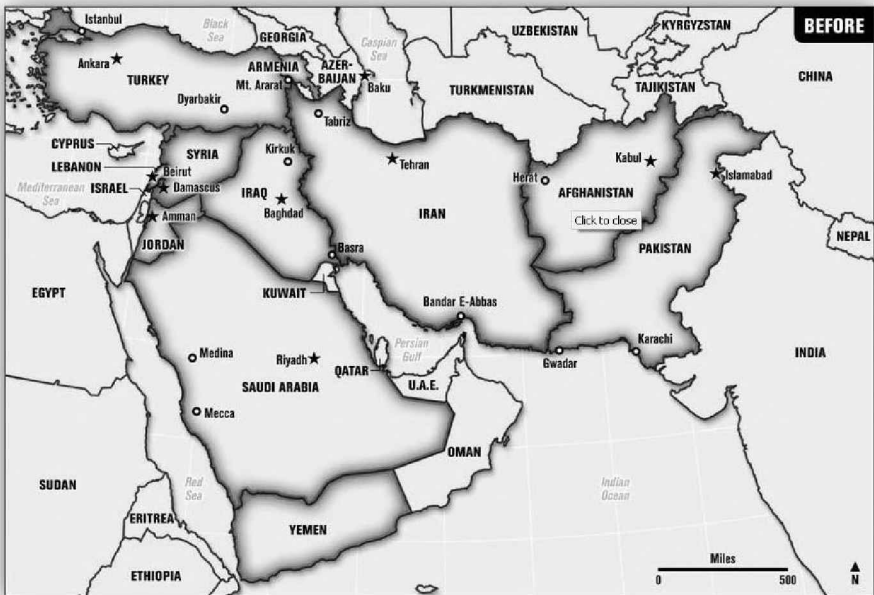 BEFORE
Istanbul
Black
Sea
GEORGIA
Caspian
Sea
UZBEKISTAN
KYRGYZSTAN
Ankara
TURKEY
ARMENIA
Mt. Ararat
AZER-
BAIJAN
Baku
TURKMENISTAN
TAJIKISTAN
CHINA
Dyarbakir
Tabriz
CYPRUS
LEBANON
SYRIA
Kirkuk
Tehran
Herat
Kabul
Islamabad
Mediterranean
Sea
ISRAEL
Beirut
Damascus
IRAQ
Baghdad
IRAN
AFGHANISTAN
Click to close
Amman
JORDAN
Basra
PAKISTAN
NEPAL
EGYPT
KUWAIT
Bandar E-Abbas
Medina
Riyadh
SAUDI ARABIA
QATAR
Persian
Gulf
U.A.E.
Gwadar
Karachi
INDIA
Mecca
OMAN
SUDAN
Red
Sea
Indian
Ocean
ERITREA
YEMEN
ETHIOPIA
Miles
0
500
N